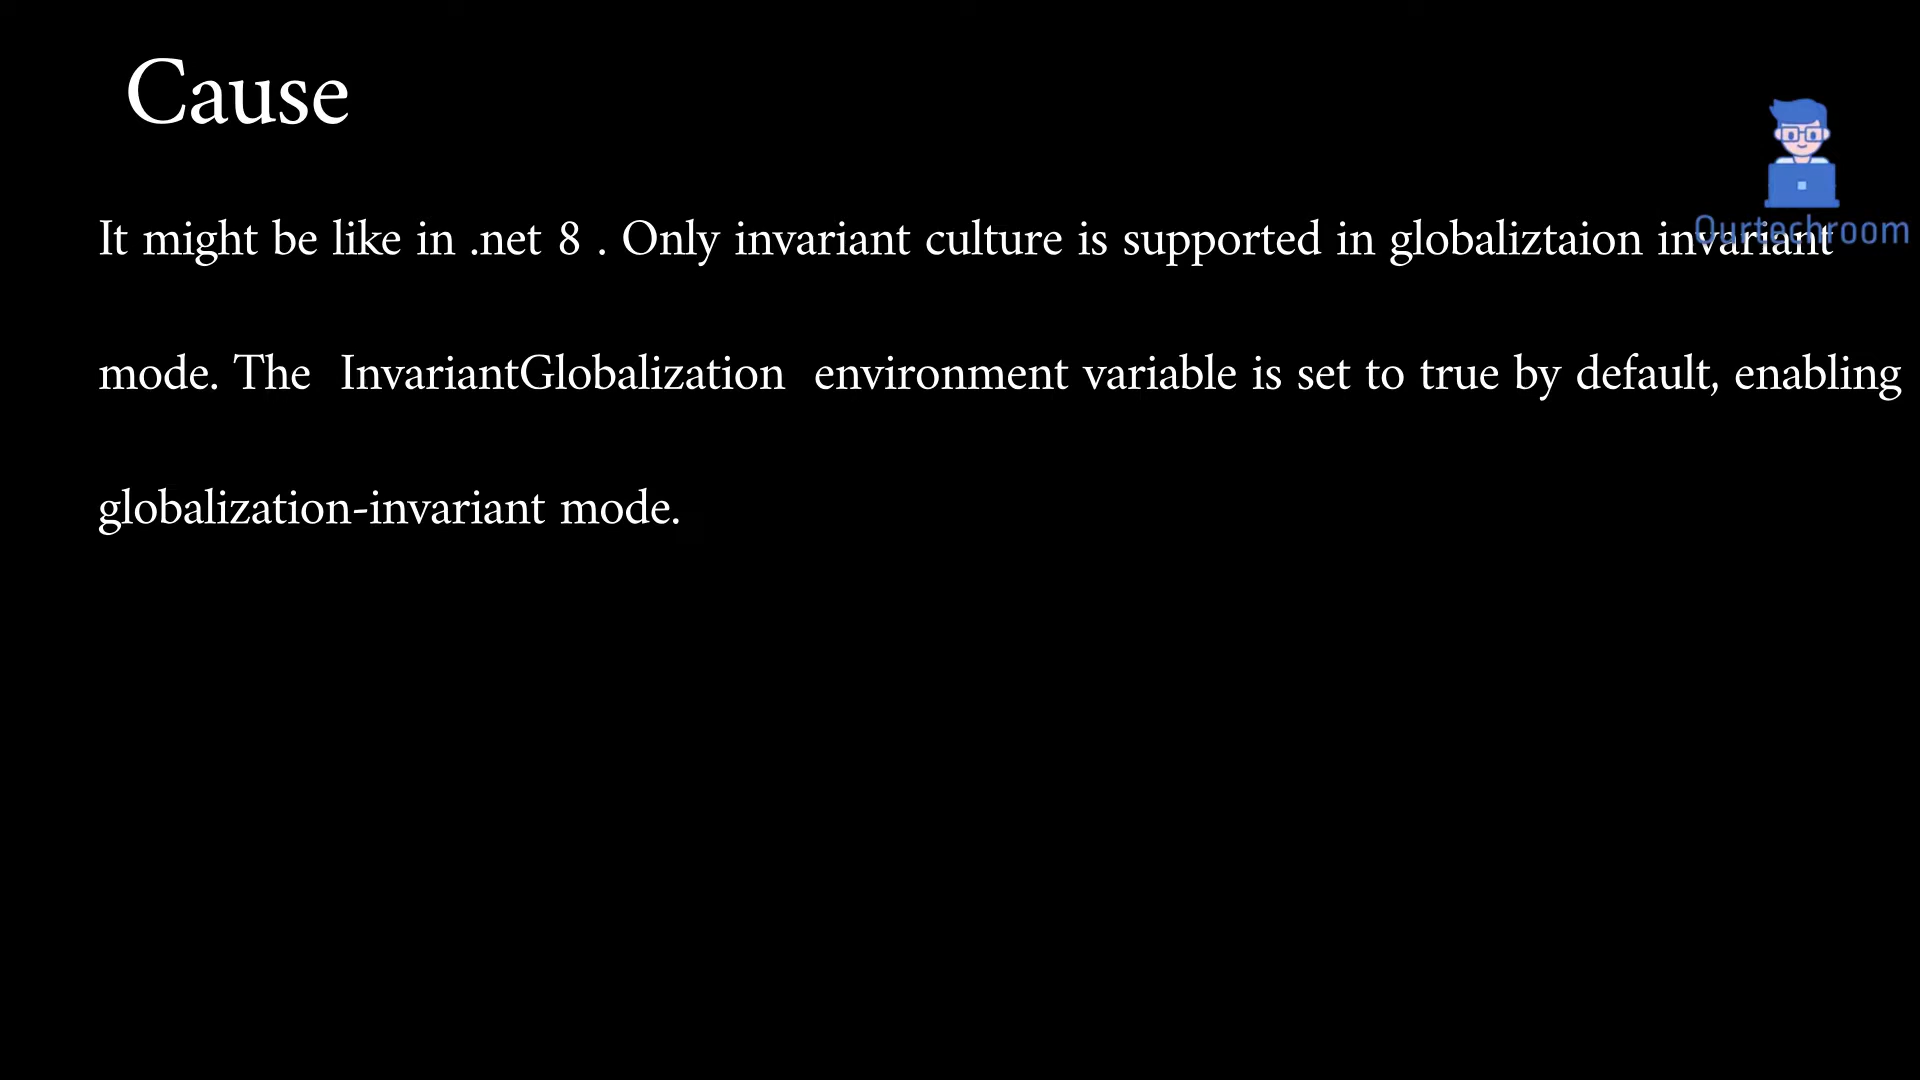 Cause
It might be like in .net 8 . Only invariant culture is supported in globaliztaion invariant
Ourtechroom
mode. The InvariantGlobalization environment variable is set to true by default, enabling
globalization-invariant mode.